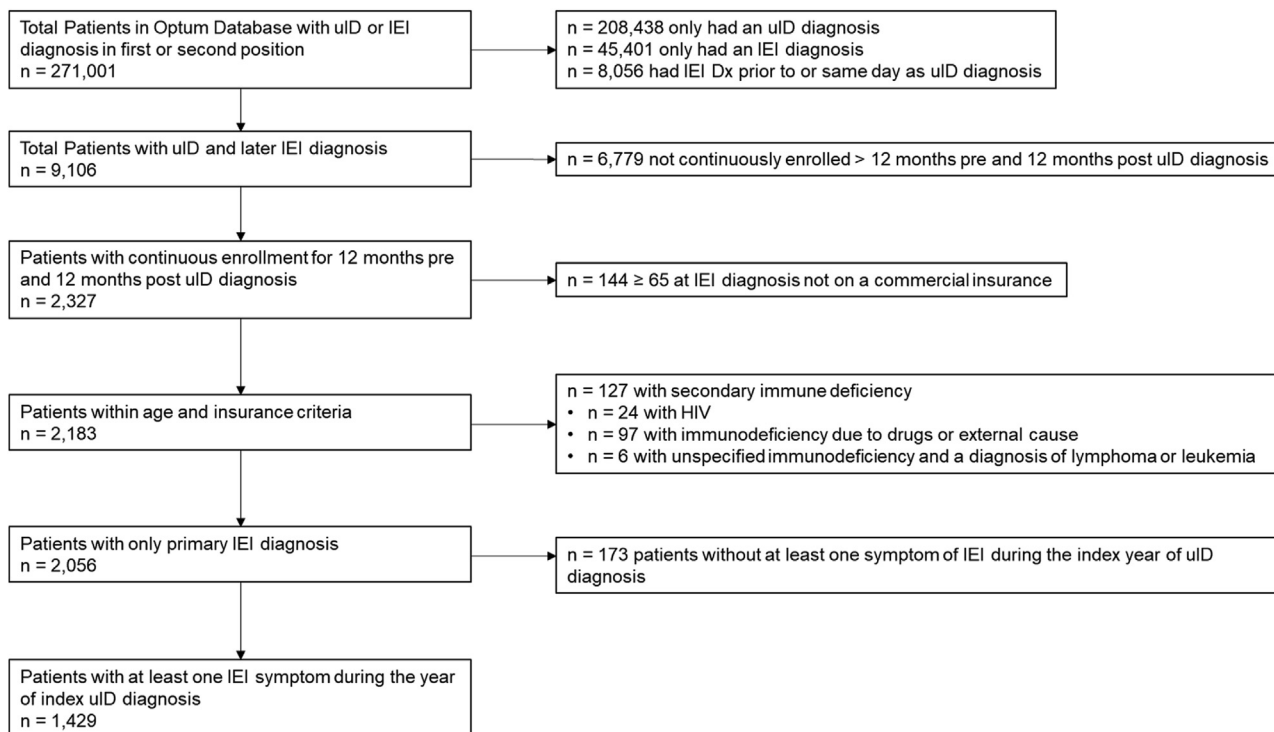 Total Patients in Optum Database with uID or IEI
diagnosis in first or second position
n = 271,001
n = 208,438 only had an uID diagnosis
n = 45,401 only had an IEI diagnosis
n = 8,056 had IEI Dx prior to or same day as uID diagnosis
Total Patients with uID and later IEI diagnosis
n = 9,106
n = 6,779 not continuously enrolled > 12 months pre and 12 months post uID diagnosis
Patients with continuous enrollment for 12 months pre
and 12 months post uID diagnosis
n = 2,327
n = 144 ≥ 65 at IEI diagnosis not on a commercial insurance
Patients within age and insurance criteria
n = 2,183
n = 127 with secondary immune deficiency
• n = 24 with HIV
• n = 97 with immunodeficiency due to drugs or external cause
• n = 6 with unspecified immunodeficiency and a diagnosis of lymphoma or leukemia
Patients with only primary IEI diagnosis
n = 2,056
n = 173 patients without at least one symptom of IEI during the index year of uID
diagnosis
Patients with at least one IEI symptom during the year
of index uID diagnosis
n = 1,429